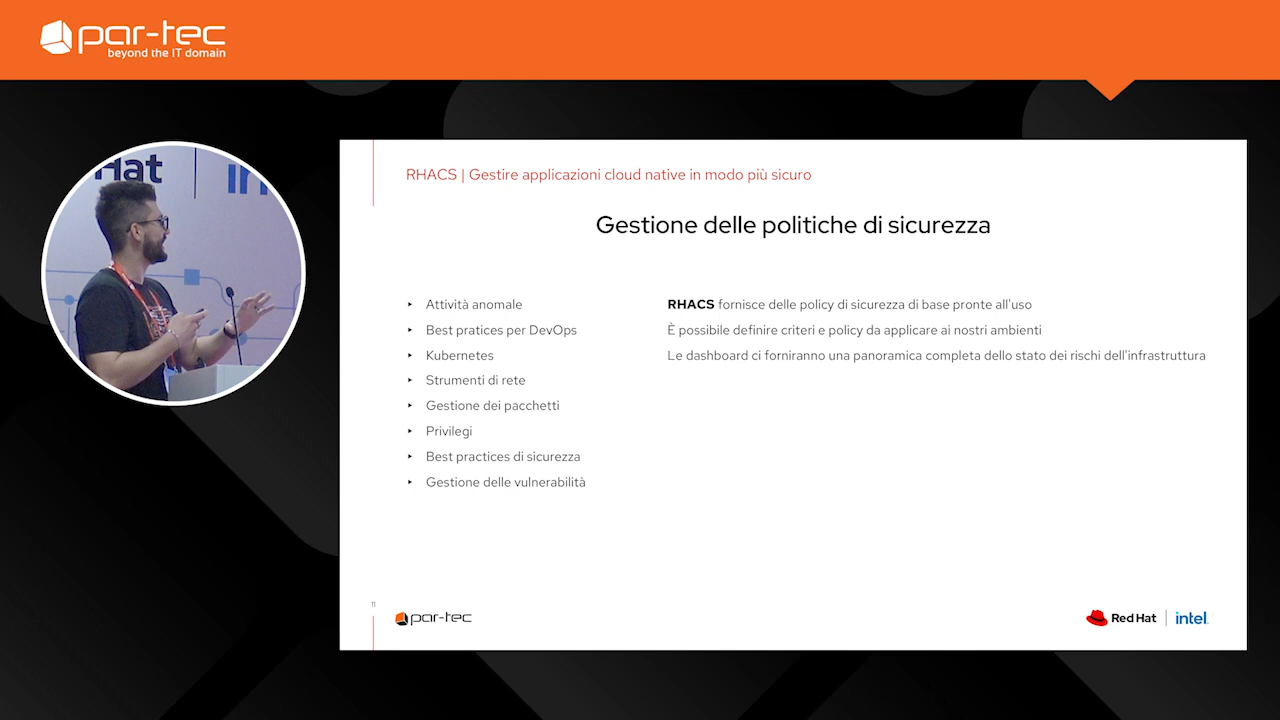 par-tec
beyond the IT domain
Hat
RHACS | Gestire applicazioni cloud native in modo più sicuro
Gestione delle politiche di sicurezza
‣ Attività anomale
‣ Best pratices per DevOps
‣ Kubernetes
‣ Strumenti di rete
‣ Gestione dei pacchetti
‣ Privilegi
‣ Best practices di sicurezza
‣ Gestione delle vulnerabilità
RHACS fornisce delle policy di sicurezza di base pronte all'uso
È possibile definire criteri e policy da applicare ai nostri ambienti
Le dashboard ci forniranno una panoramica completa dello stato dei rischi dell'infrastruttura
11
par-tec
Red Hat | intel.